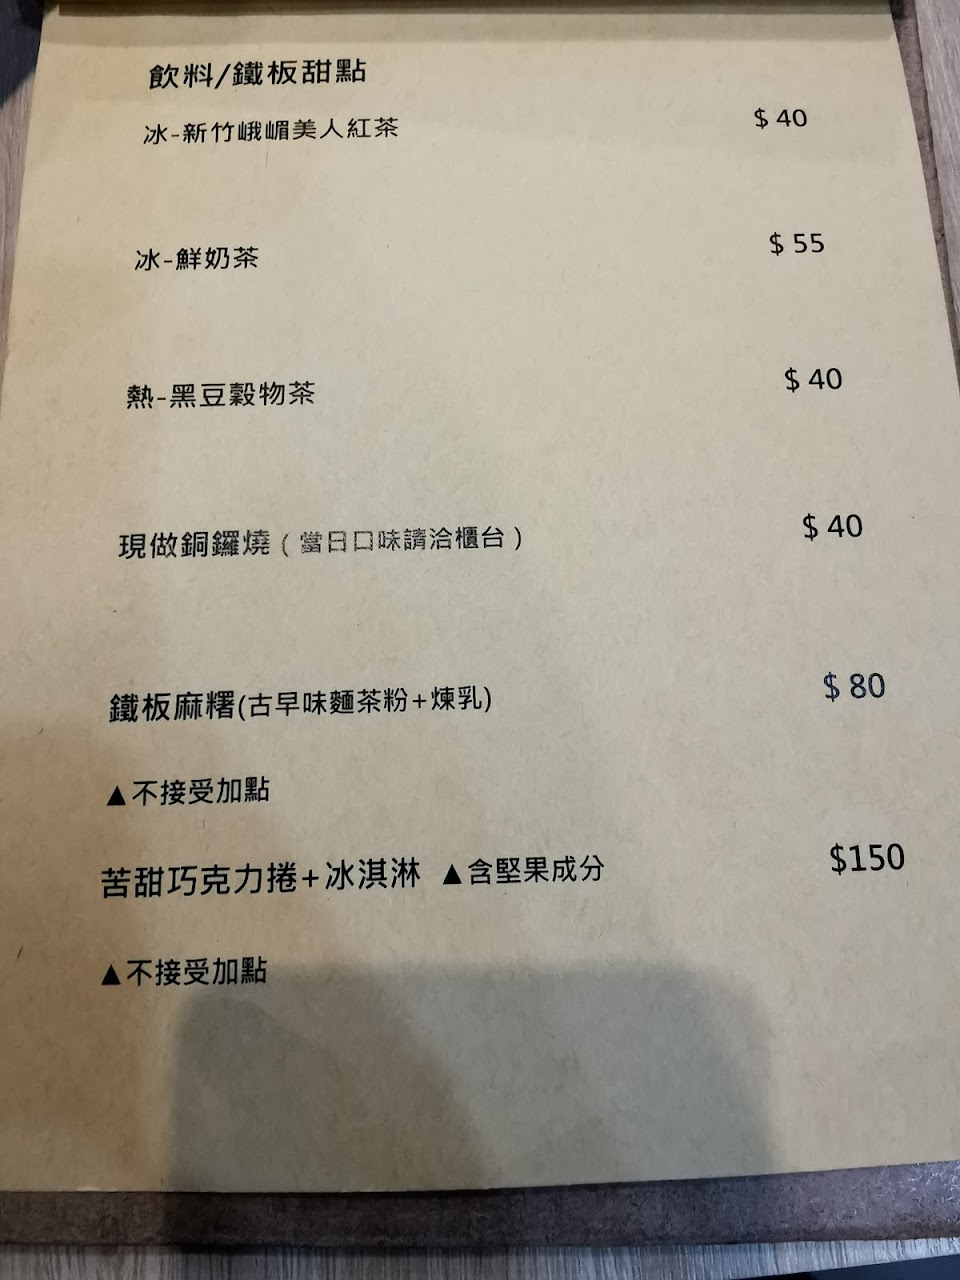 飲料/鐵板甜點
冰-新竹峨嵋美人紅茶 $ 40
冰-鮮奶茶 $ 55
熱-黑豆穀物茶 $ 40
現做銅鑼燒 ( 當日口味請洽櫃台 ) $ 40
鐵板麻糬(古早味麵茶粉+煉乳) $ 80
▲不接受加點
苦甜巧克力捲+冰淇淋 ▲含堅果成分 $150
▲不接受加點